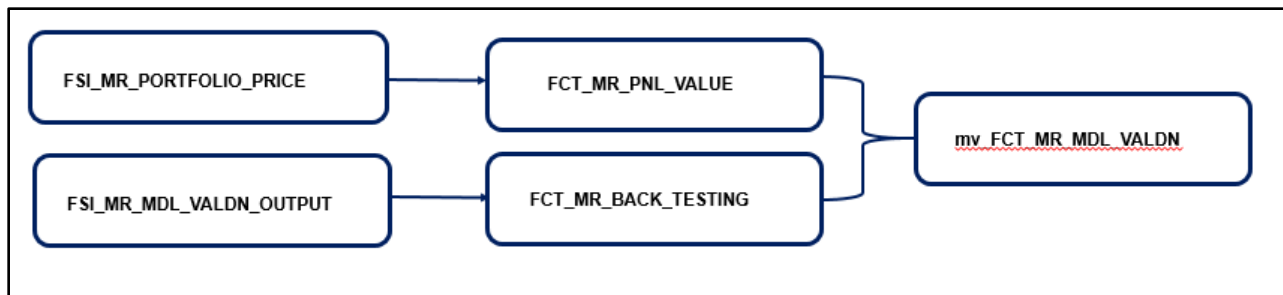 FSI_MR_PORTFOLIO_PRICE
FCT_MR_PNL_VALUE
mv_FCT_MR_MDL_VALDN
FSI_MR_MDL_VALDN_OUTPUT
FCT_MR_BACK_TESTING